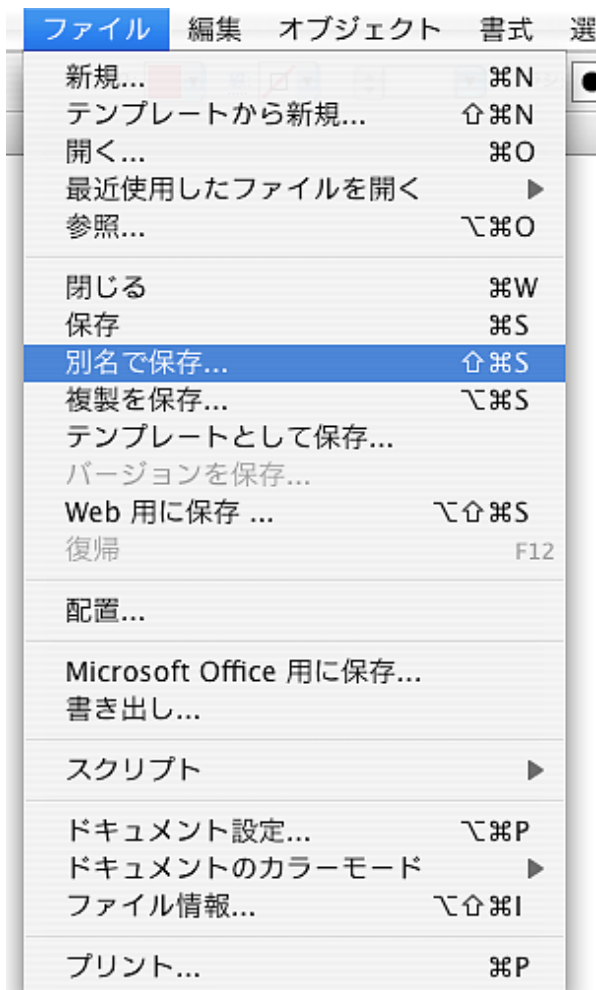 ファイル 編集 オブジェクト 書式 選
新規... ⌘N
テンプレートから新規... ⇧⌘N
開く... ⌘O
最近使用したファイルを開く ▶
参照... ⌥⌘O
閉じる ⌘W
保存 ⌘S
別名で保存... ⇧⌘S
複製を保存... ⌥⌘S
テンプレートとして保存...
バージョンを保存...
Web 用に保存 ... ⌥⇧⌘S
復帰 F12
配置...
Microsoft Office 用に保存...
書き出し...
スクリプト ▶
ドキュメント設定... ⌥⌘P
ドキュメントのカラーモード ▶
ファイル情報... ⌥⇧⌘I
プリント... ⌘P